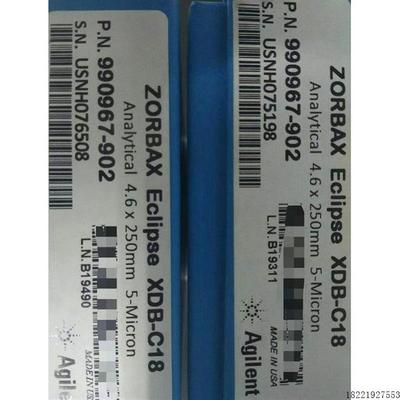 ZORBAX Eclipse XDB-C18
Analytical 4.6 x 250mm 5-Micron
P.N. 990967-902
S.N. USNH076508
L.N. B19490
Agilent
MADE IN USA
ZORBAX Eclipse XDB-C18
Analytical 4.6 x 250mm 5-Micron
P.N. 990967-902
S.N. USNH075198
L.N. B19311
Agilent
MADE IN USA
18221927553